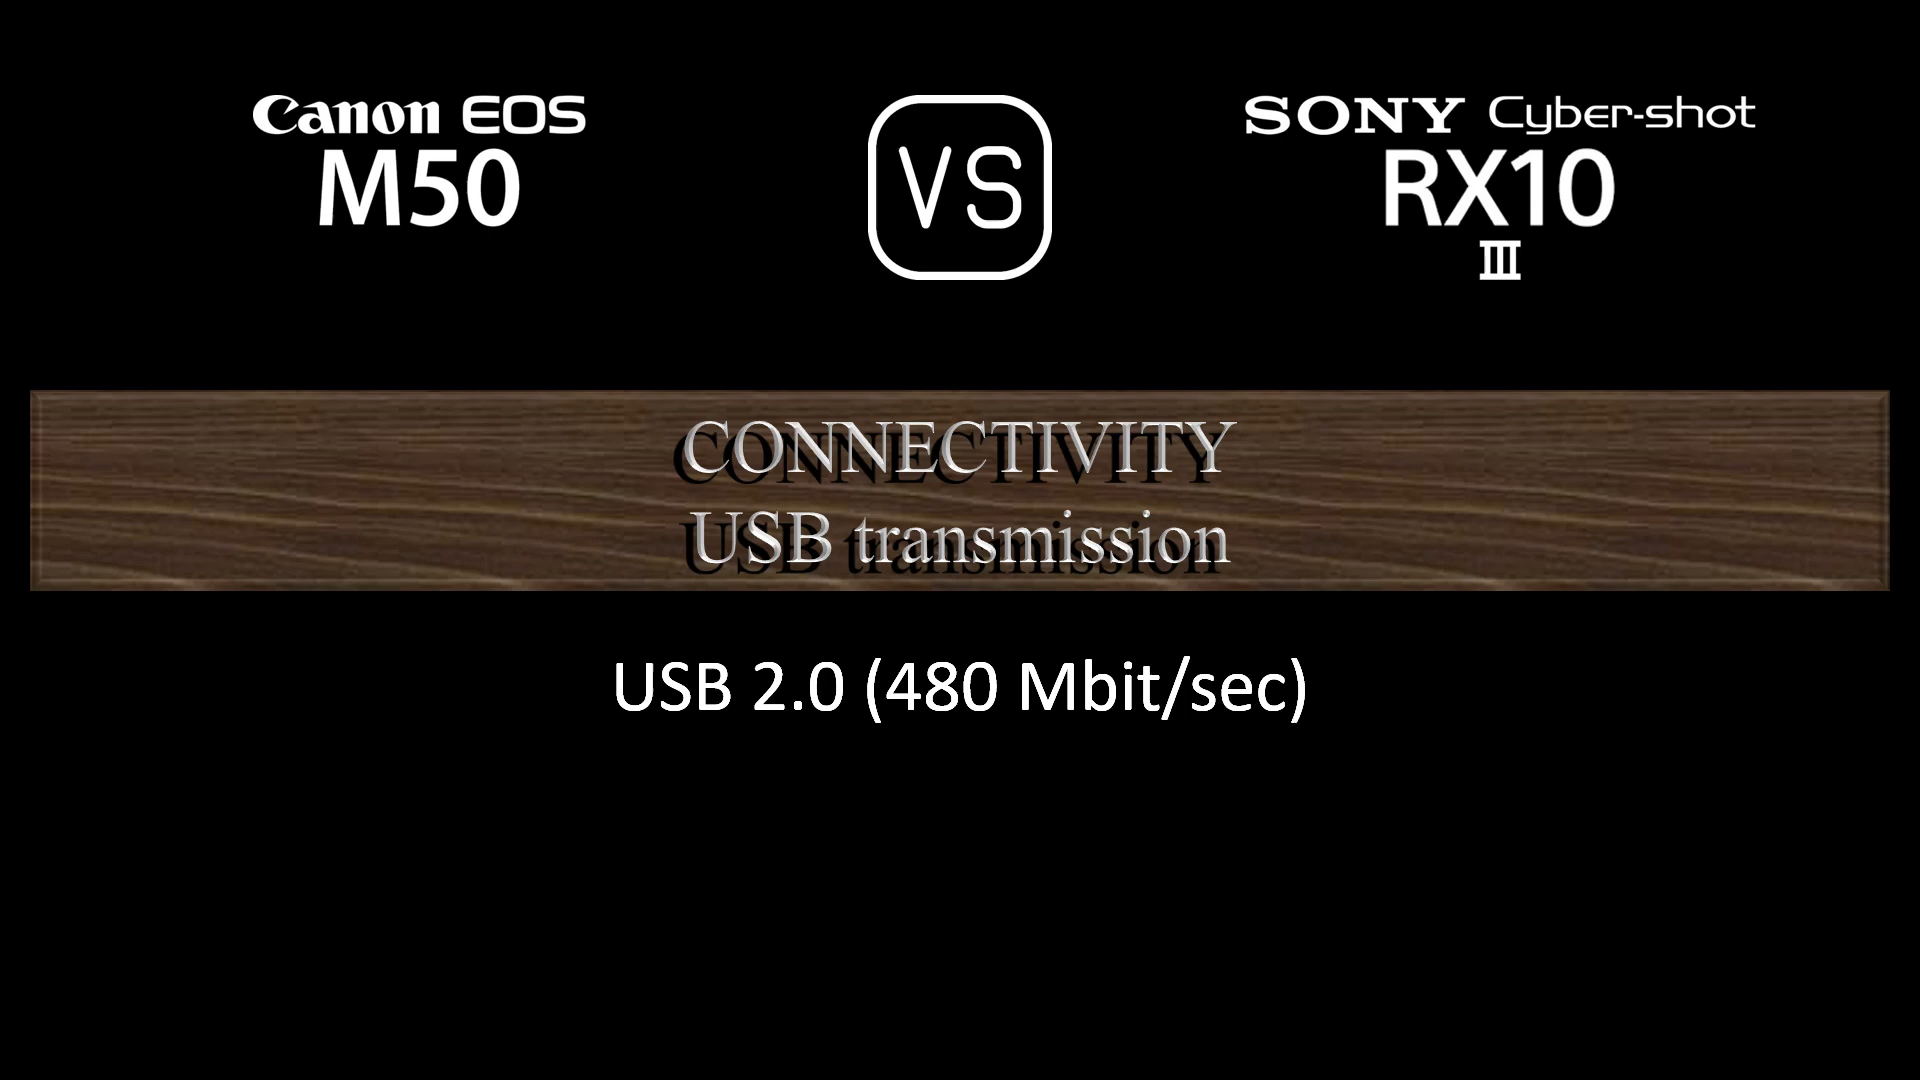 Canon EOS
M50
VS
SONY Cyber-shot
RX10
III
CONNECTIVITY
USB transmission
USB 2.0 (480 Mbit/sec)